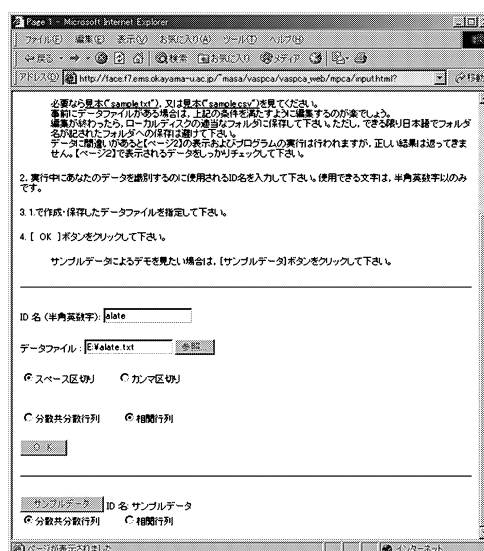 Page 1 - Microsoft Internet Explorer
ファイル(F) 編集(E) 表示(V) お気に入り(A) ツール(T) ヘルプ(H)
戻る 検索 お気に入り メディア
アドレス(D) http://face.f7.ems.okayama-u.ac.jp/~masa/vaspca/vaspca_web/mpca/input.html? 移動
必要なら見本("sample.txt")、又は見本("sample.csv")を見てください。
事前にデータファイルがある場合は、上記の条件を満たすように編集するのが楽でしょう。
編集が終わったら、ローカルディスクの適当なフォルダに保存して下さい。ただし、できる限り日本語でフォルダ
名が記されたフォルダへの保存は避けて下さい。
データに間違いがあると[ページ2]の表示およびプログラムの実行は行われますが、正しい結果は返ってきま
せん。[ページ2]で表示されるデータをしっかりチェックして下さい。
2. 実行中にあなたのデータを識別するのに使用されるID名を入力して下さい。使用できる文字は、半角英数字以のみ
です。
3. 1.で作成・保存したデータファイルを指定して下さい。
4. [ OK ]ボタンをクリックして下さい。
サンプルデータによるデモを見たい場合は、[サンプルデータ]ボタンをクリックして下さい。
ID 名 (半角英数字): alate
データファイル : E:¥alate.txt 参照...
スペース区切り カンマ区切り
分散共分散行列 相関行列
O K
サンプルデータ ID 名: サンプルデータ
分散共分散行列 相関行列
ページが表示されました インターネット